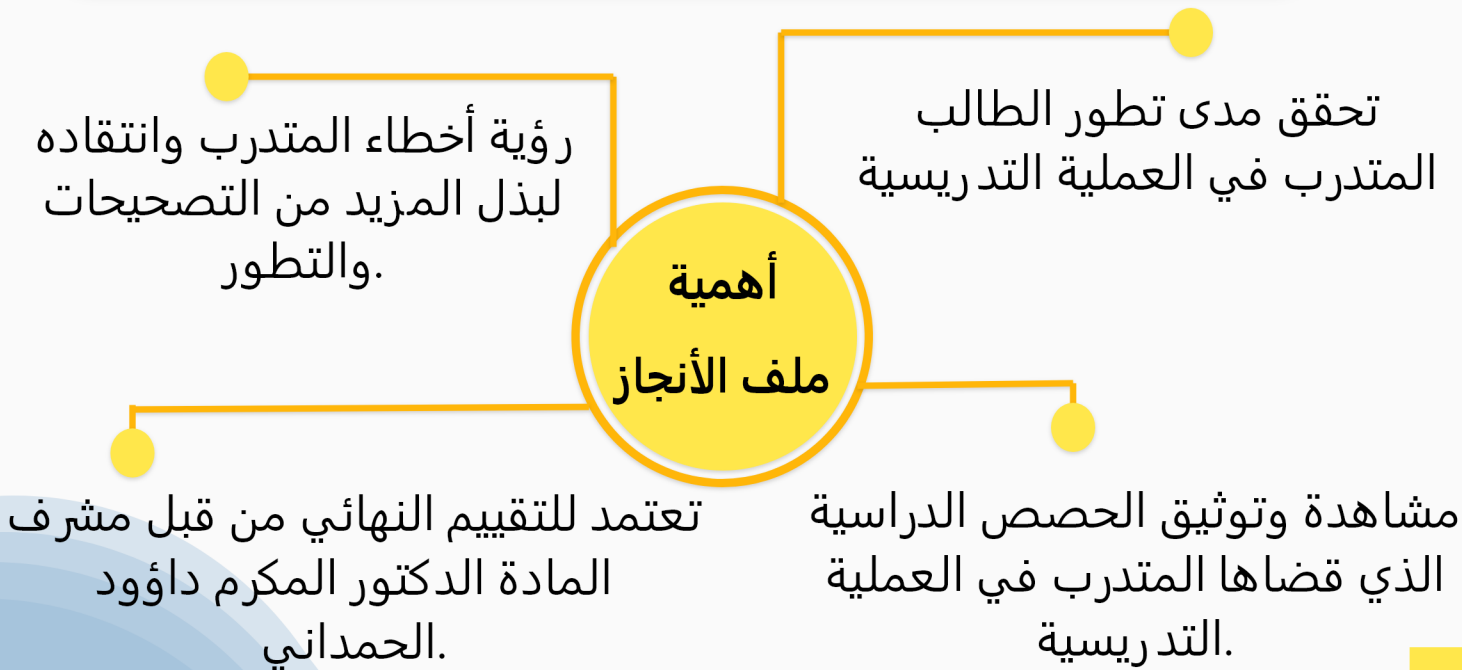 أهمية
ملف الأنجاز
تحقق مدى تطور الطالب
المتدرب في العملية التدريسية
رؤية أخطاء المتدرب وانتقاده
لبذل المزيد من التصحيحات
والتطور.
مشاهدة وتوثيق الحصص الدراسية
الذي قضاها المتدرب في العملية
التدريسية.
تعتمد للتقييم النهائي من قبل مشرف
المادة الدكتور المكرم داؤود
الحمداني.